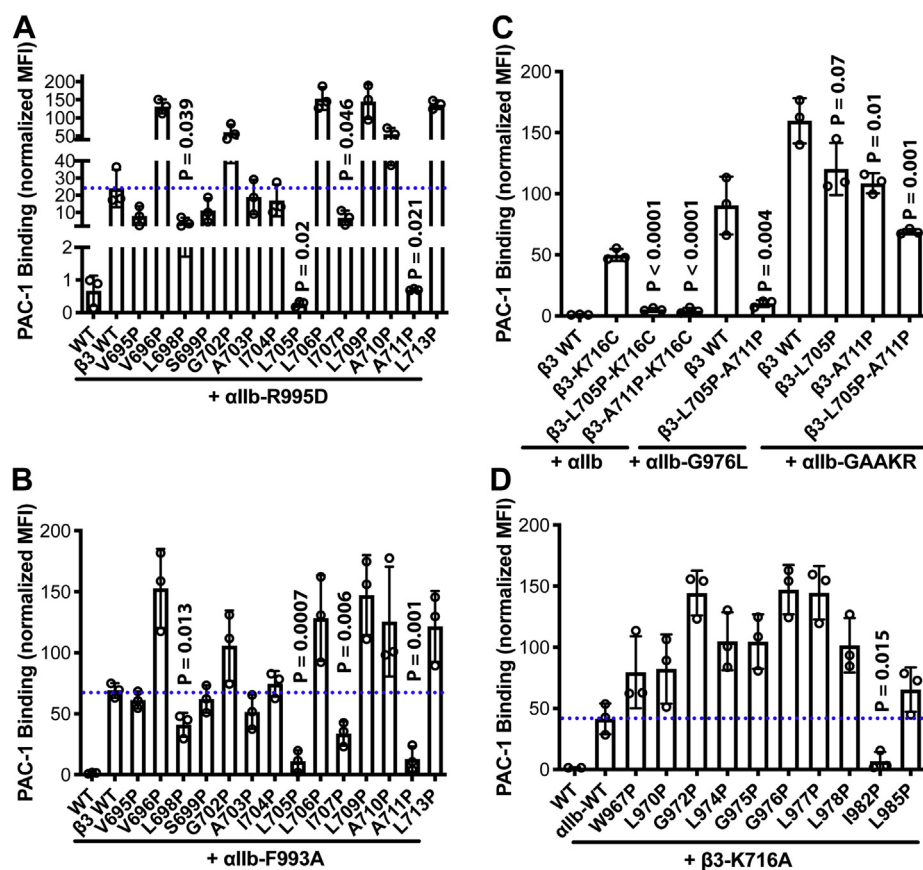 A
PAC-1 Binding (normalized MFI)
200
150
100
50
40
30
20
10
2
1
0
P = 0.039
P = 0.02
P = 0.046
P = 0.021
WT
β3 WT
V695P
V696P
L698P
S699P
G702P
A703P
I704P
L705P
L706P
I707P
L709P
A710P
A711P
L713P
+ αIIb-R995D
C
PAC-1 Binding (normalized MFI)
200
150
100
50
0
P < 0.0001
P < 0.0001
P = 0.004
P = 0.07
P = 0.01
P = 0.001
β3 WT
β3-K716C
β3-L705P-K716C
β3-A711P-K716C
β3 WT
β3-L705P-A711P
β3 WT
β3-L705P
β3-A711P
β3-L705P-A711P
+ αIIb
+ αIIb-G976L
+ αIIb-GAAKR
B
PAC-1 Binding (normalized MFI)
200
150
100
50
0
P = 0.013
P = 0.0007
P = 0.006
P = 0.001
WT
β3 WT
V695P
V696P
L698P
S699P
G702P
A703P
I704P
L705P
L706P
I707P
L709P
A710P
A711P
L713P
+ αIIb-F993A
D
PAC-1 Binding (normalized MFI)
200
150
100
50
0
P = 0.015
WT
αIIb-WT
W967P
L970P
G972P
L974P
G975P
G976P
L977P
L978P
I982P
L985P
+ β3-K716A